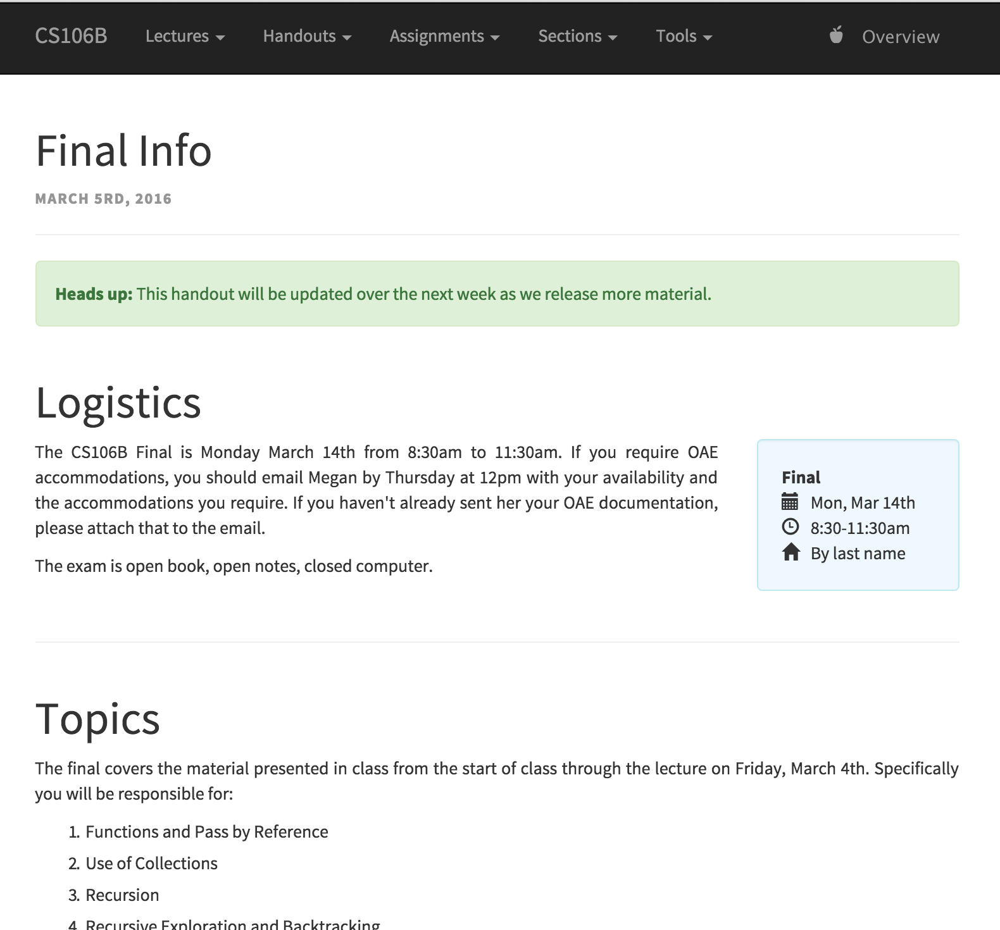 CS106B Lectures Handouts Assignments Sections Tools Overview
Final Info
MARCH 5RD, 2016
Heads up: This handout will be updated over the next week as we release more material.
Logistics
The CS106B Final is Monday March 14th from 8:30am to 11:30am. If you require OAE
accommodations, you should email Megan by Thursday at 12pm with your availability and
the accommodations you require. If you haven't already sent her your OAE documentation,
please attach that to the email.
The exam is open book, open notes, closed computer.
Final
Mon, Mar 14th
8:30-11:30am
By last name
Topics
The final covers the material presented in class from the start of class through the lecture on Friday, March 4th. Specifically
you will be responsible for:
1. Functions and Pass by Reference
2. Use of Collections
3. Recursion
4. Recursive Exploration and Backtracking